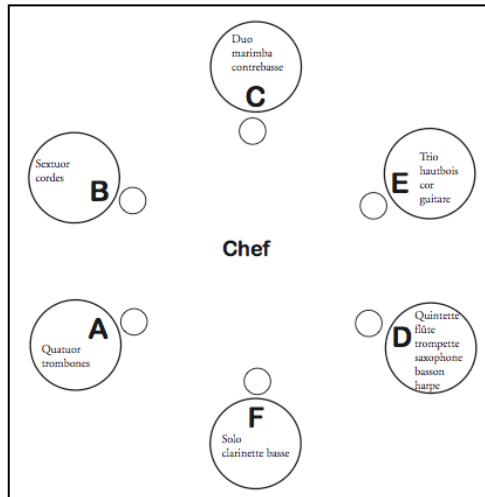 Duo
marimba
contrebasse
C
Sextuor
cordes
B
Trio
hautbois
cor
guitare
E
Chef
A
Quatuor
trombones
Quintette
flûte
trompette
saxophone
basson
harpe
D
F
Solo
clarinette basse